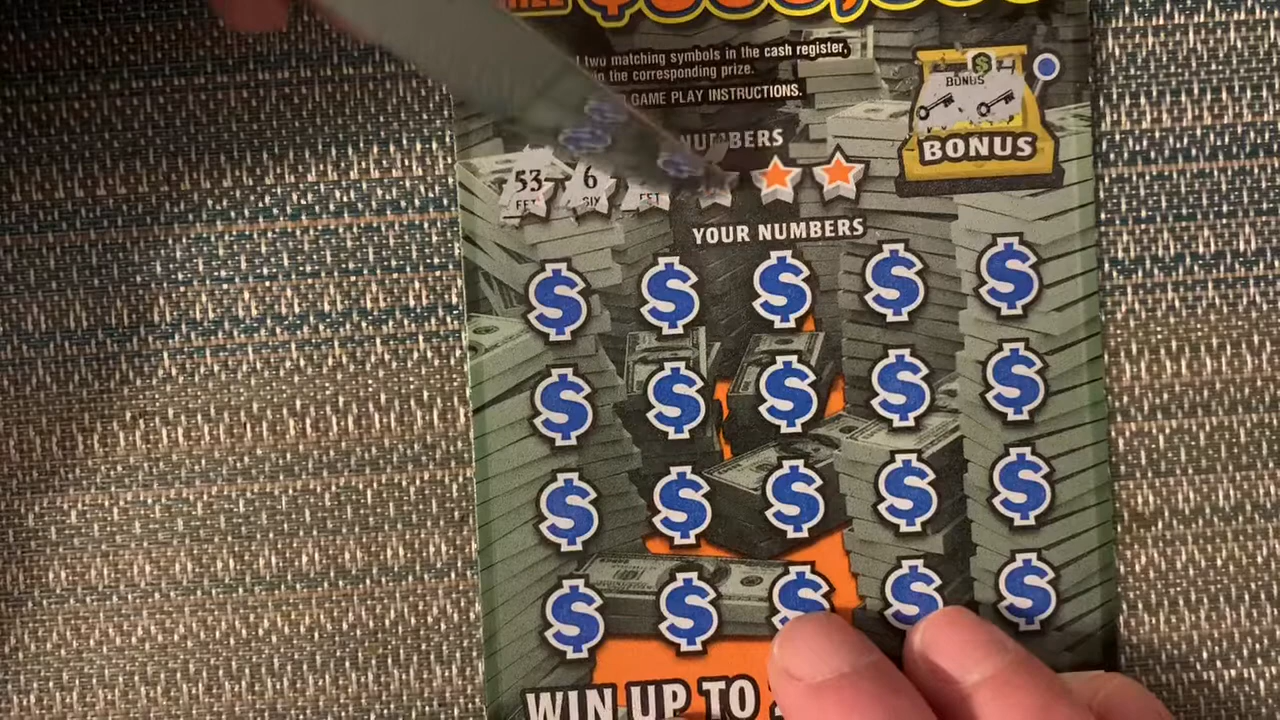 two matching symbols in the cash register,
in the corresponding prize.
GAME PLAY INSTRUCTIONS.
BONUS
BONUS
NUMBERS
53 6
SIX
YOUR NUMBERS
$ $ $ $ $
$ $ $ $ $
$ $ $ $ $
$ $ $ $ $
WIN UP TO